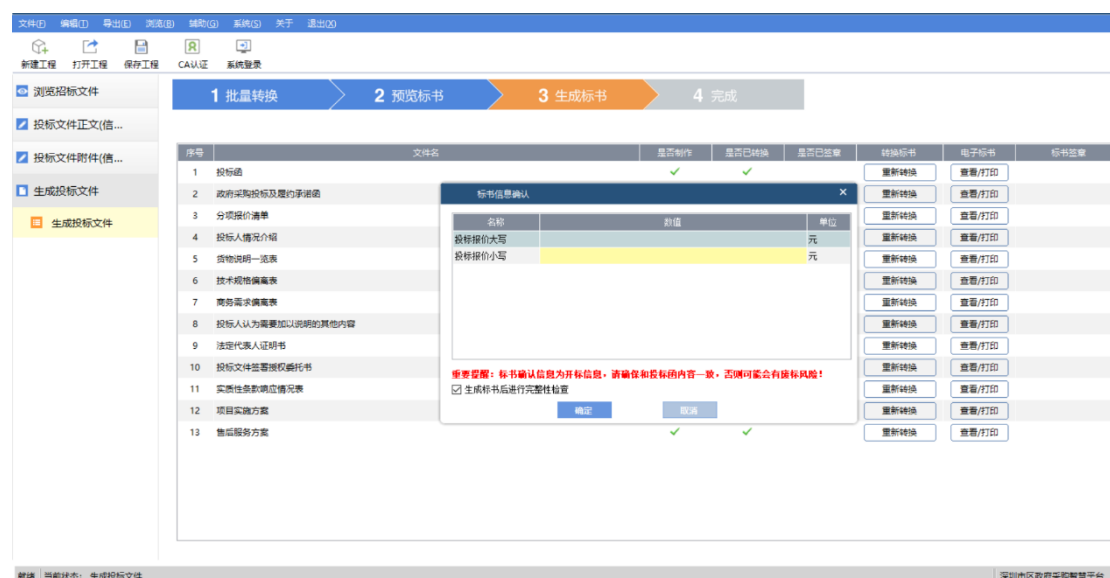 文件(F) 编辑(T) 导出(E) 浏览(B) 辅助(G) 系统(S) 关于 退出(X)
新建工程 打开工程 保存工程 CA认证 系统登录
浏览招标文件
投标文件正文(信...
投标文件附件(信...
生成投标文件
生成投标文件
1 批量转换 2 预览标书 3 生成标书 4 完成
序号 文件名 是否制作 是否已转换 是否已签章 转换标书 电子标书 标书签章
1 投标函 重新转换 查看/打印
2 政府采购投标及履约承诺函 重新转换 查看/打印
3 分项报价清单 重新转换 查看/打印
4 投标人情况介绍 重新转换 查看/打印
5 货物说明一览表 重新转换 查看/打印
6 技术规格偏离表 重新转换 查看/打印
7 商务需求偏离表 重新转换 查看/打印
8 投标人认为需要加以说明的其他内容 重新转换 查看/打印
9 法定代表人证明书 重新转换 查看/打印
10 投标文件签署授权委托书 重新转换 查看/打印
11 实质性条款响应情况表 重新转换 查看/打印
12 项目实施方案 重新转换 查看/打印
13 售后服务方案 重新转换 查看/打印
标书信息确认 ×
名称 数值 单位
投标报价大写 元
投标报价小写 元
重要提醒：标书确认信息为开标信息，请确保和投标函内容一致，否则可能会有废标风险！
生成标书后进行完整性检查
确定 取消
就绪 当前状态：生成投标文件 深圳市区政府采购智慧平台